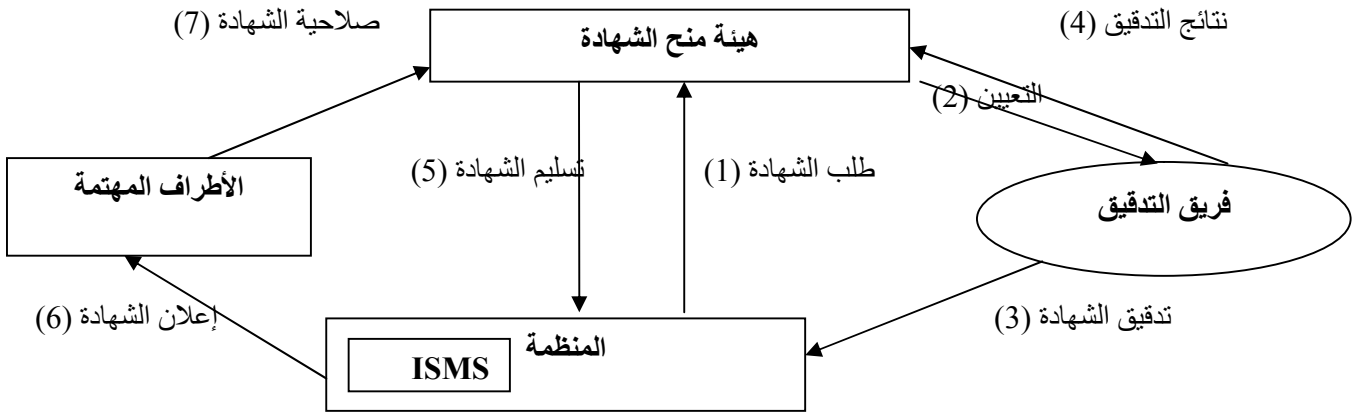 صلاحية الشهادة (7)
هيئة منح الشهادة
نتائج التدقيق (4)
التعيين (2)
الأطراف المهتمة
تسليم الشهادة (5)
طلب الشهادة (1)
فريق التدقيق
إعلان الشهادة (6)
تدقيق الشهادة (3)
المنظمة
ISMS